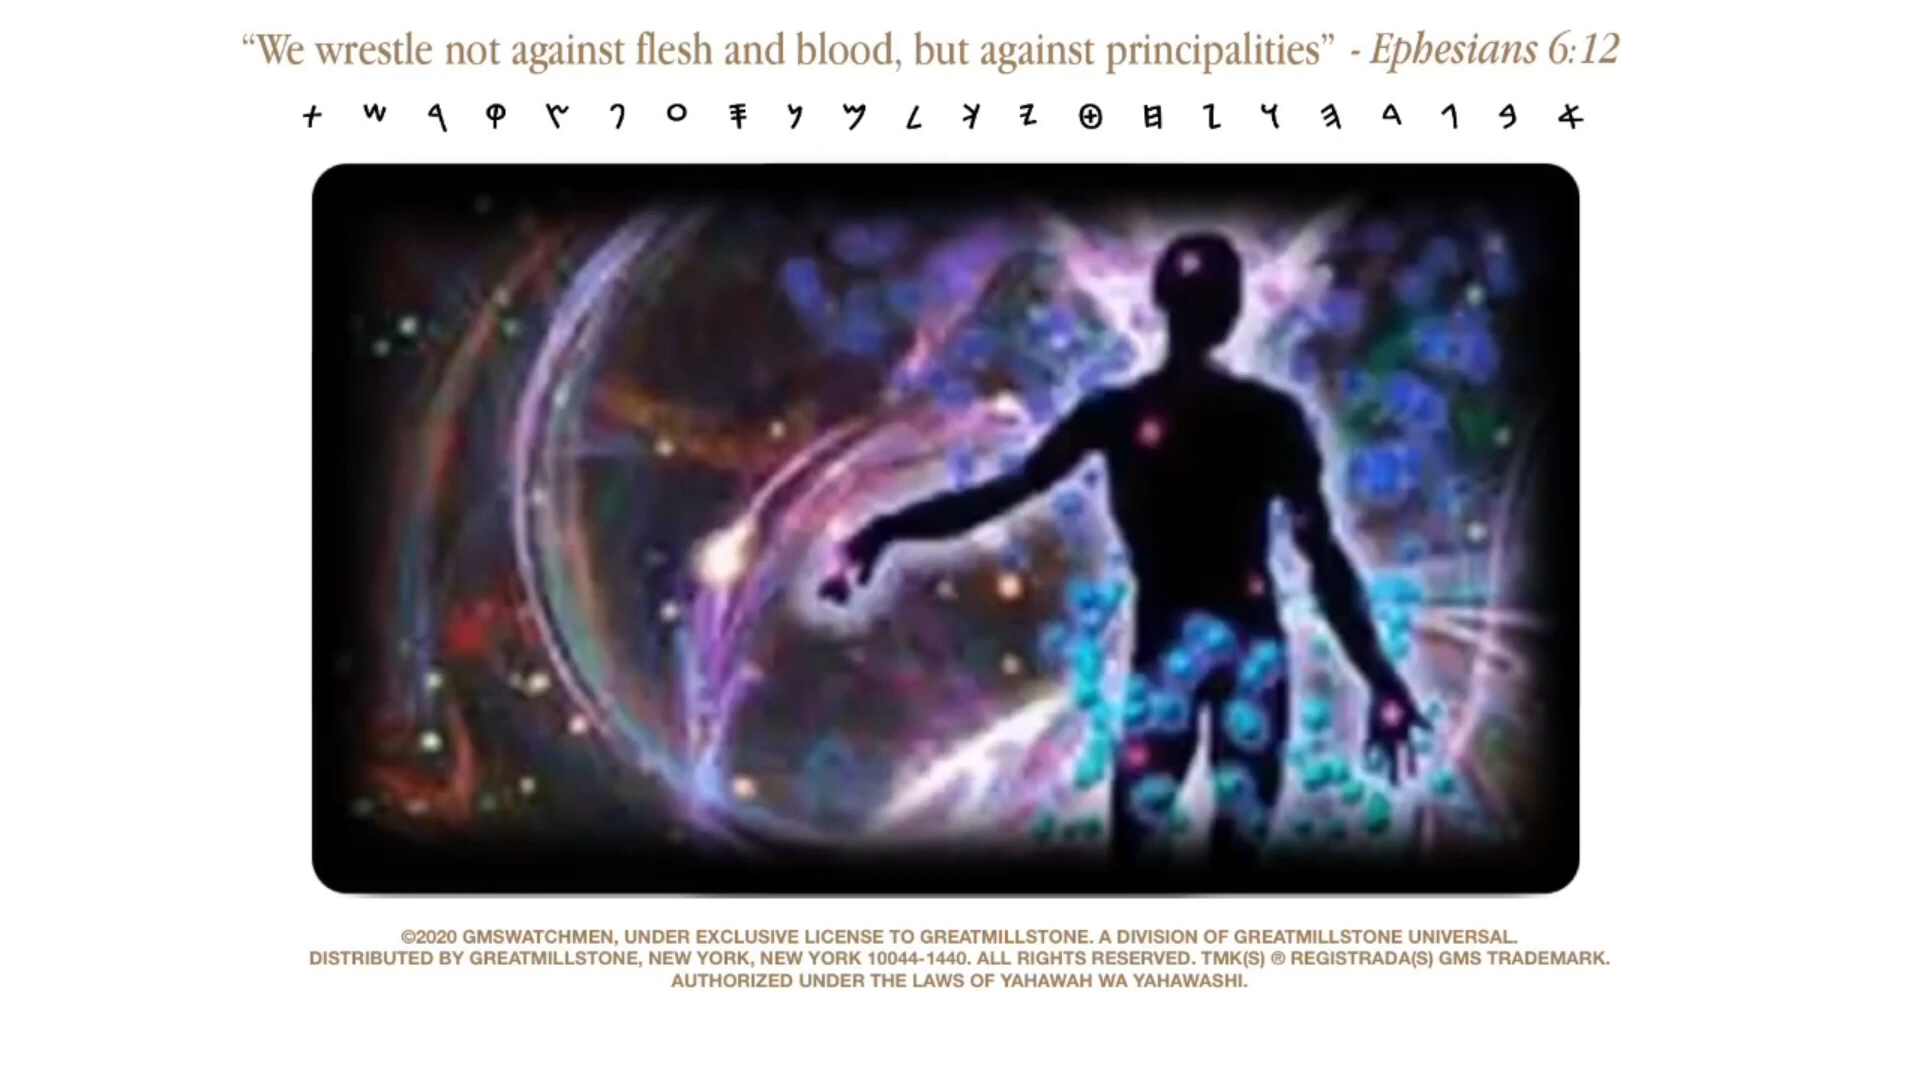 “We wrestle not against flesh and blood, but against principalities” - Ephesians 6:12
𐤀 𐤁 𐤂 𐤃 𐤄 𐤅 𐤆 𐤇 𐤈 𐤉 𐤊 𐤋 𐤌 𐤍 𐤎 𐤏 𐤐 𐤑 𐤒 𐤓 𐤔 𐤕
©2020 GMSWATCHMEN, UNDER EXCLUSIVE LICENSE TO GREATMILLSTONE. A DIVISION OF GREATMILLSTONE UNIVERSAL.
DISTRIBUTED BY GREATMILLSTONE, NEW YORK, NEW YORK 10044-1440. ALL RIGHTS RESERVED. TMK(S) ® REGISTRADA(S) GMS TRADEMARK.
AUTHORIZED UNDER THE LAWS OF YAHAWAH WA YAHAWASHI.